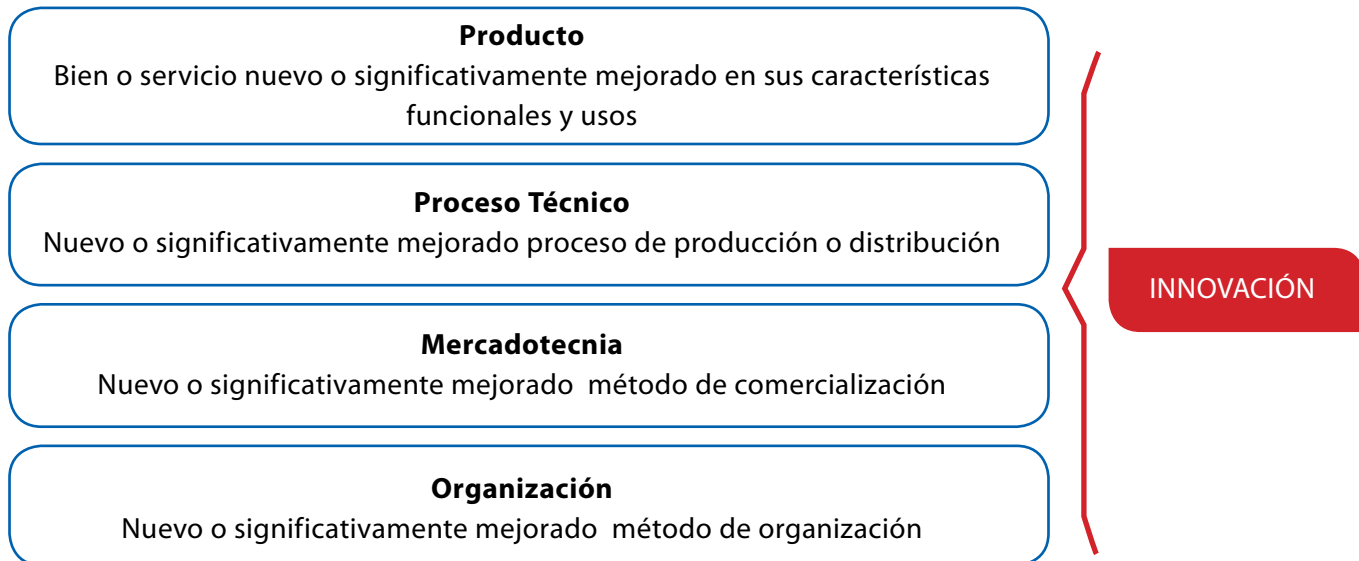 Producto
Bien o servicio nuevo o significativamente mejorado en sus características
funcionales y usos
Proceso Técnico
Nuevo o significativamente mejorado proceso de producción o distribución
INNOVACIÓN
Mercadotecnia
Nuevo o significativamente mejorado  método de comercialización
Organización
Nuevo o significativamente mejorado  método de organización